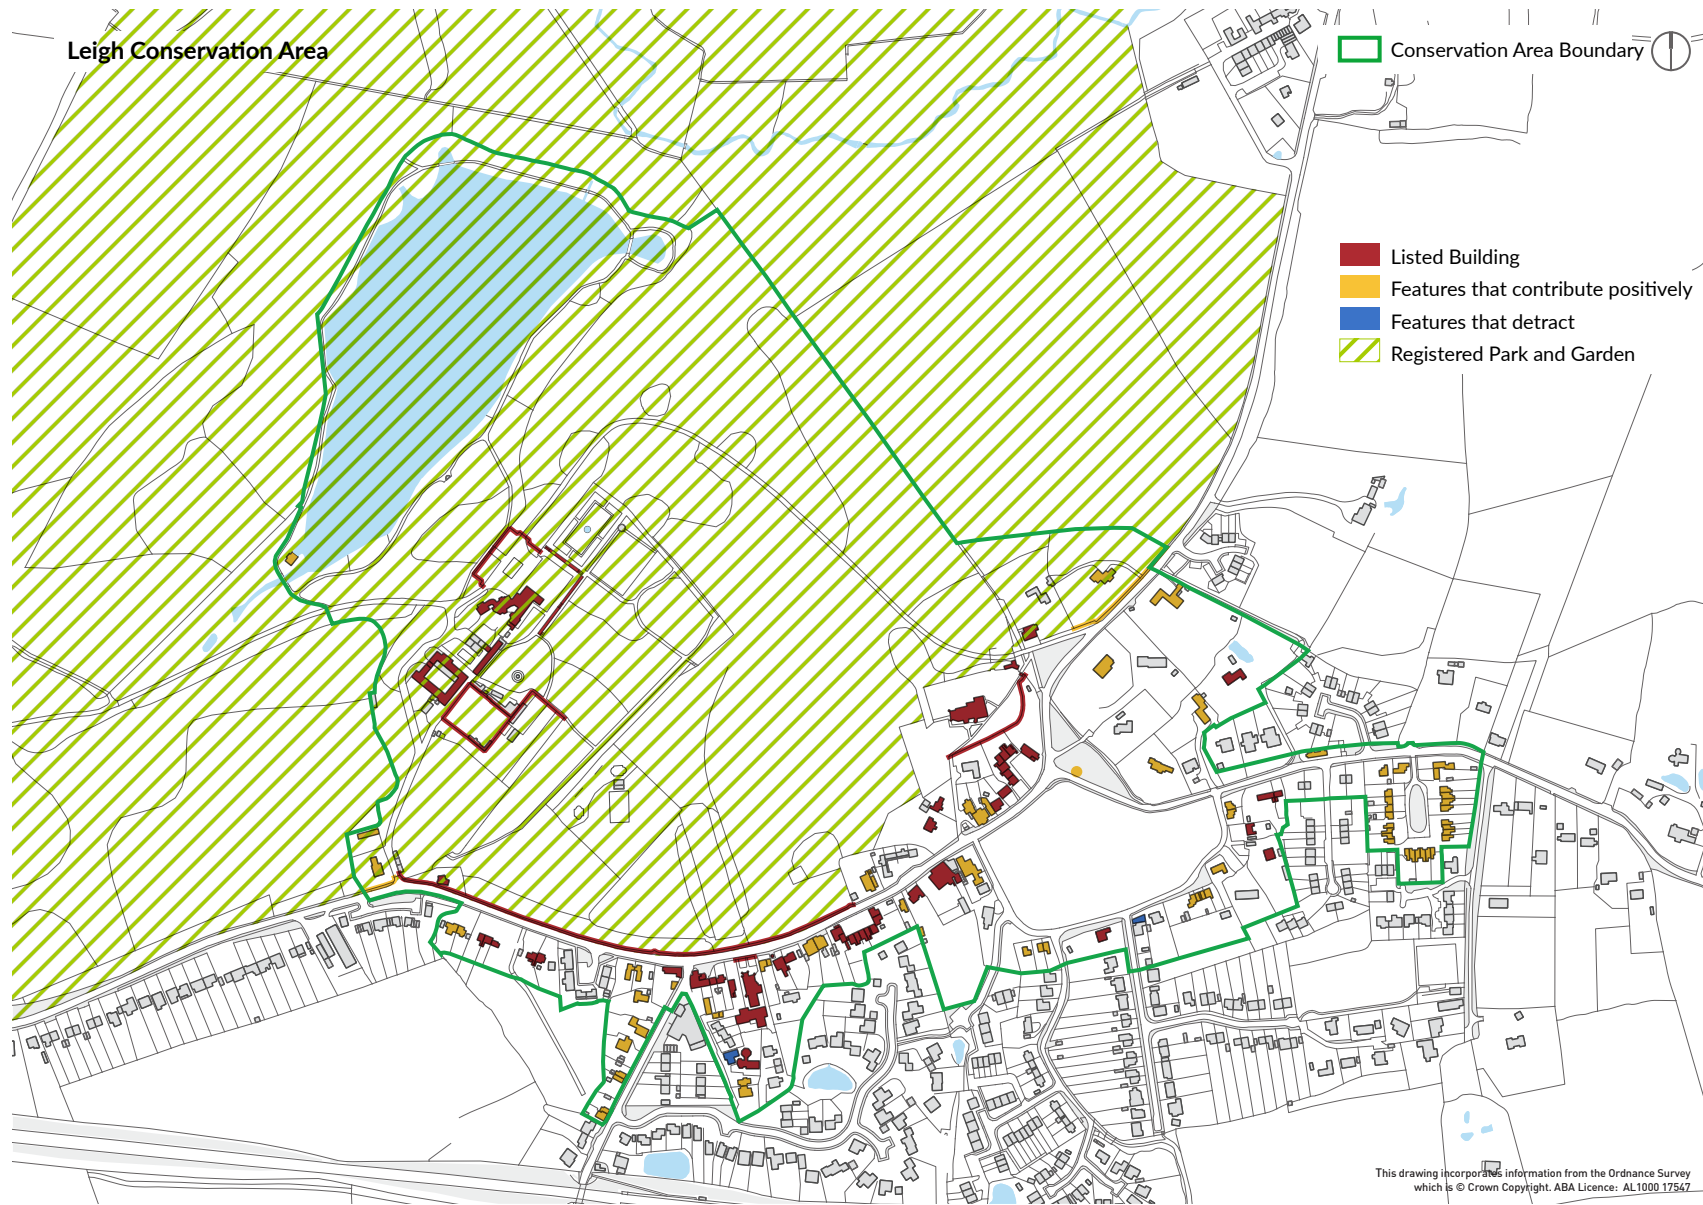 Leigh Conservation Area
Conservation Area Boundary
Listed Building
Features that contribute positively
Features that detract
Registered Park and Garden
This drawing incorporates information from the Ordnance Survey
which is © Crown Copyright. ABA Licence: AL1000 17547